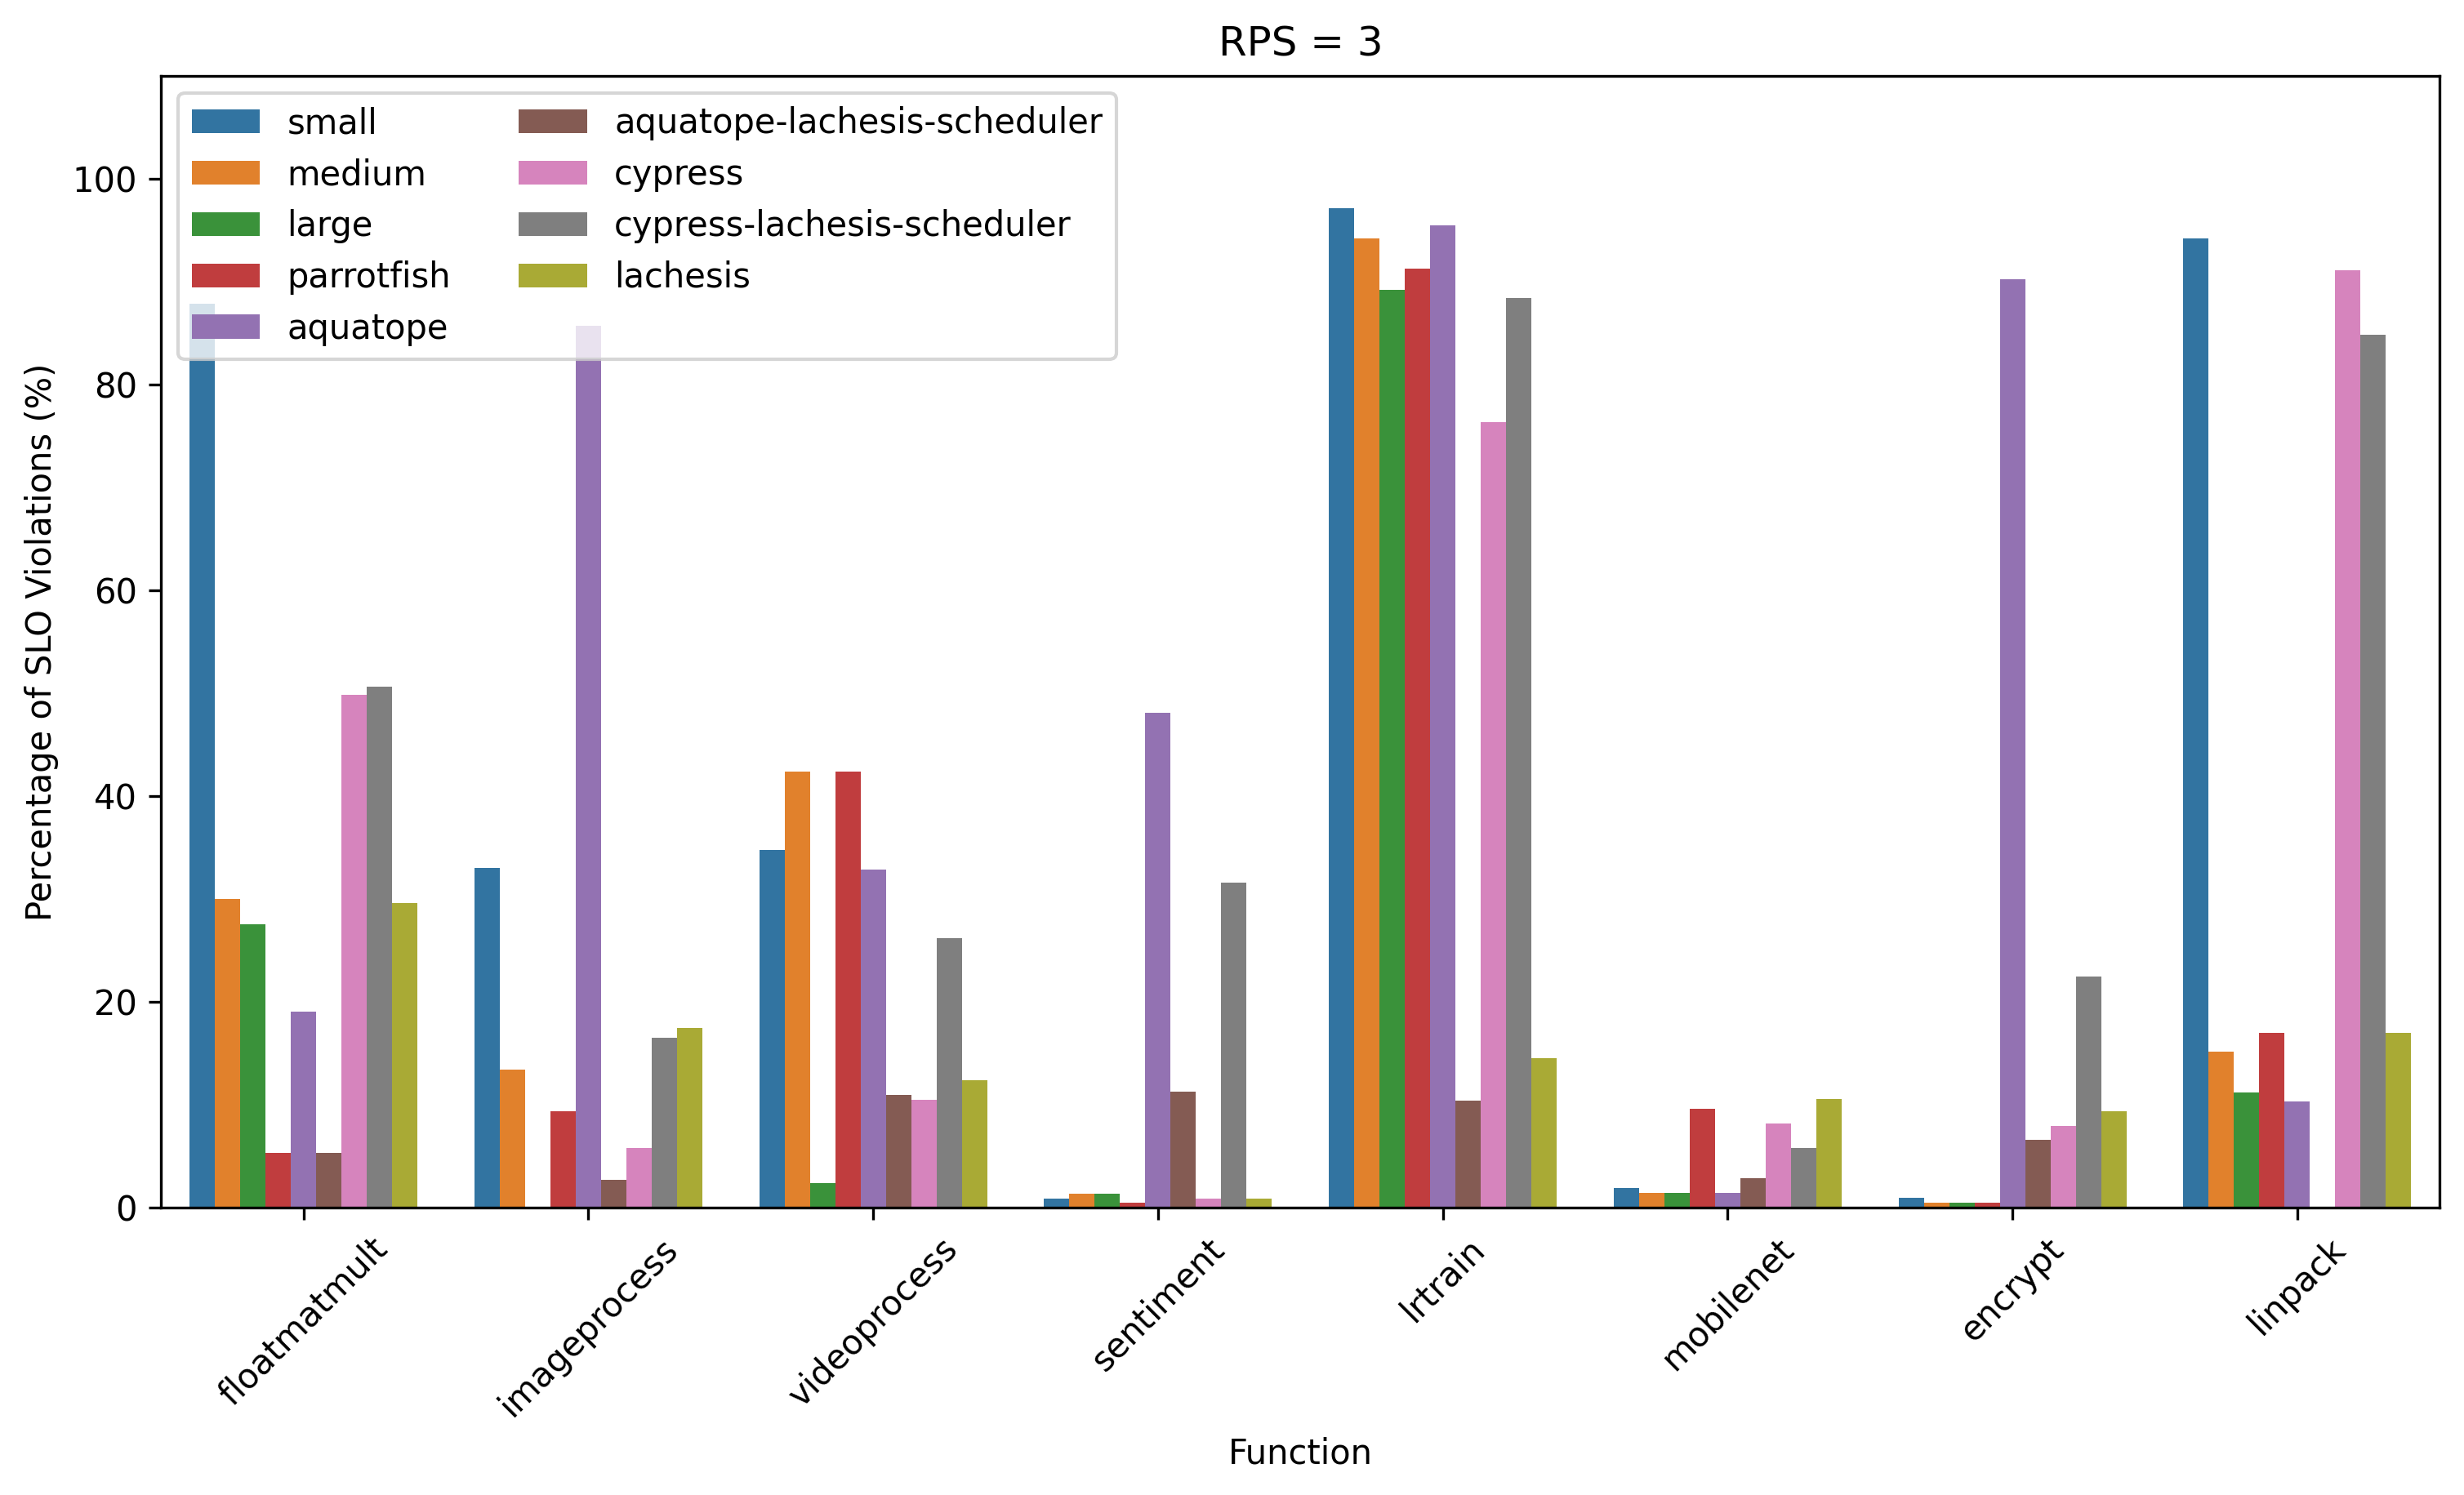 RPS = 3
small
medium
large
parrotfish
aquatope
aquatope-lachesis-scheduler
cypress
cypress-lachesis-scheduler
lachesis
Percentage of SLO Violations (%)
100
80
60
40
20
0
floatmatmult
imageprocess
videoprocess
sentiment
lrtrain
mobilenet
encrypt
linpack
Function